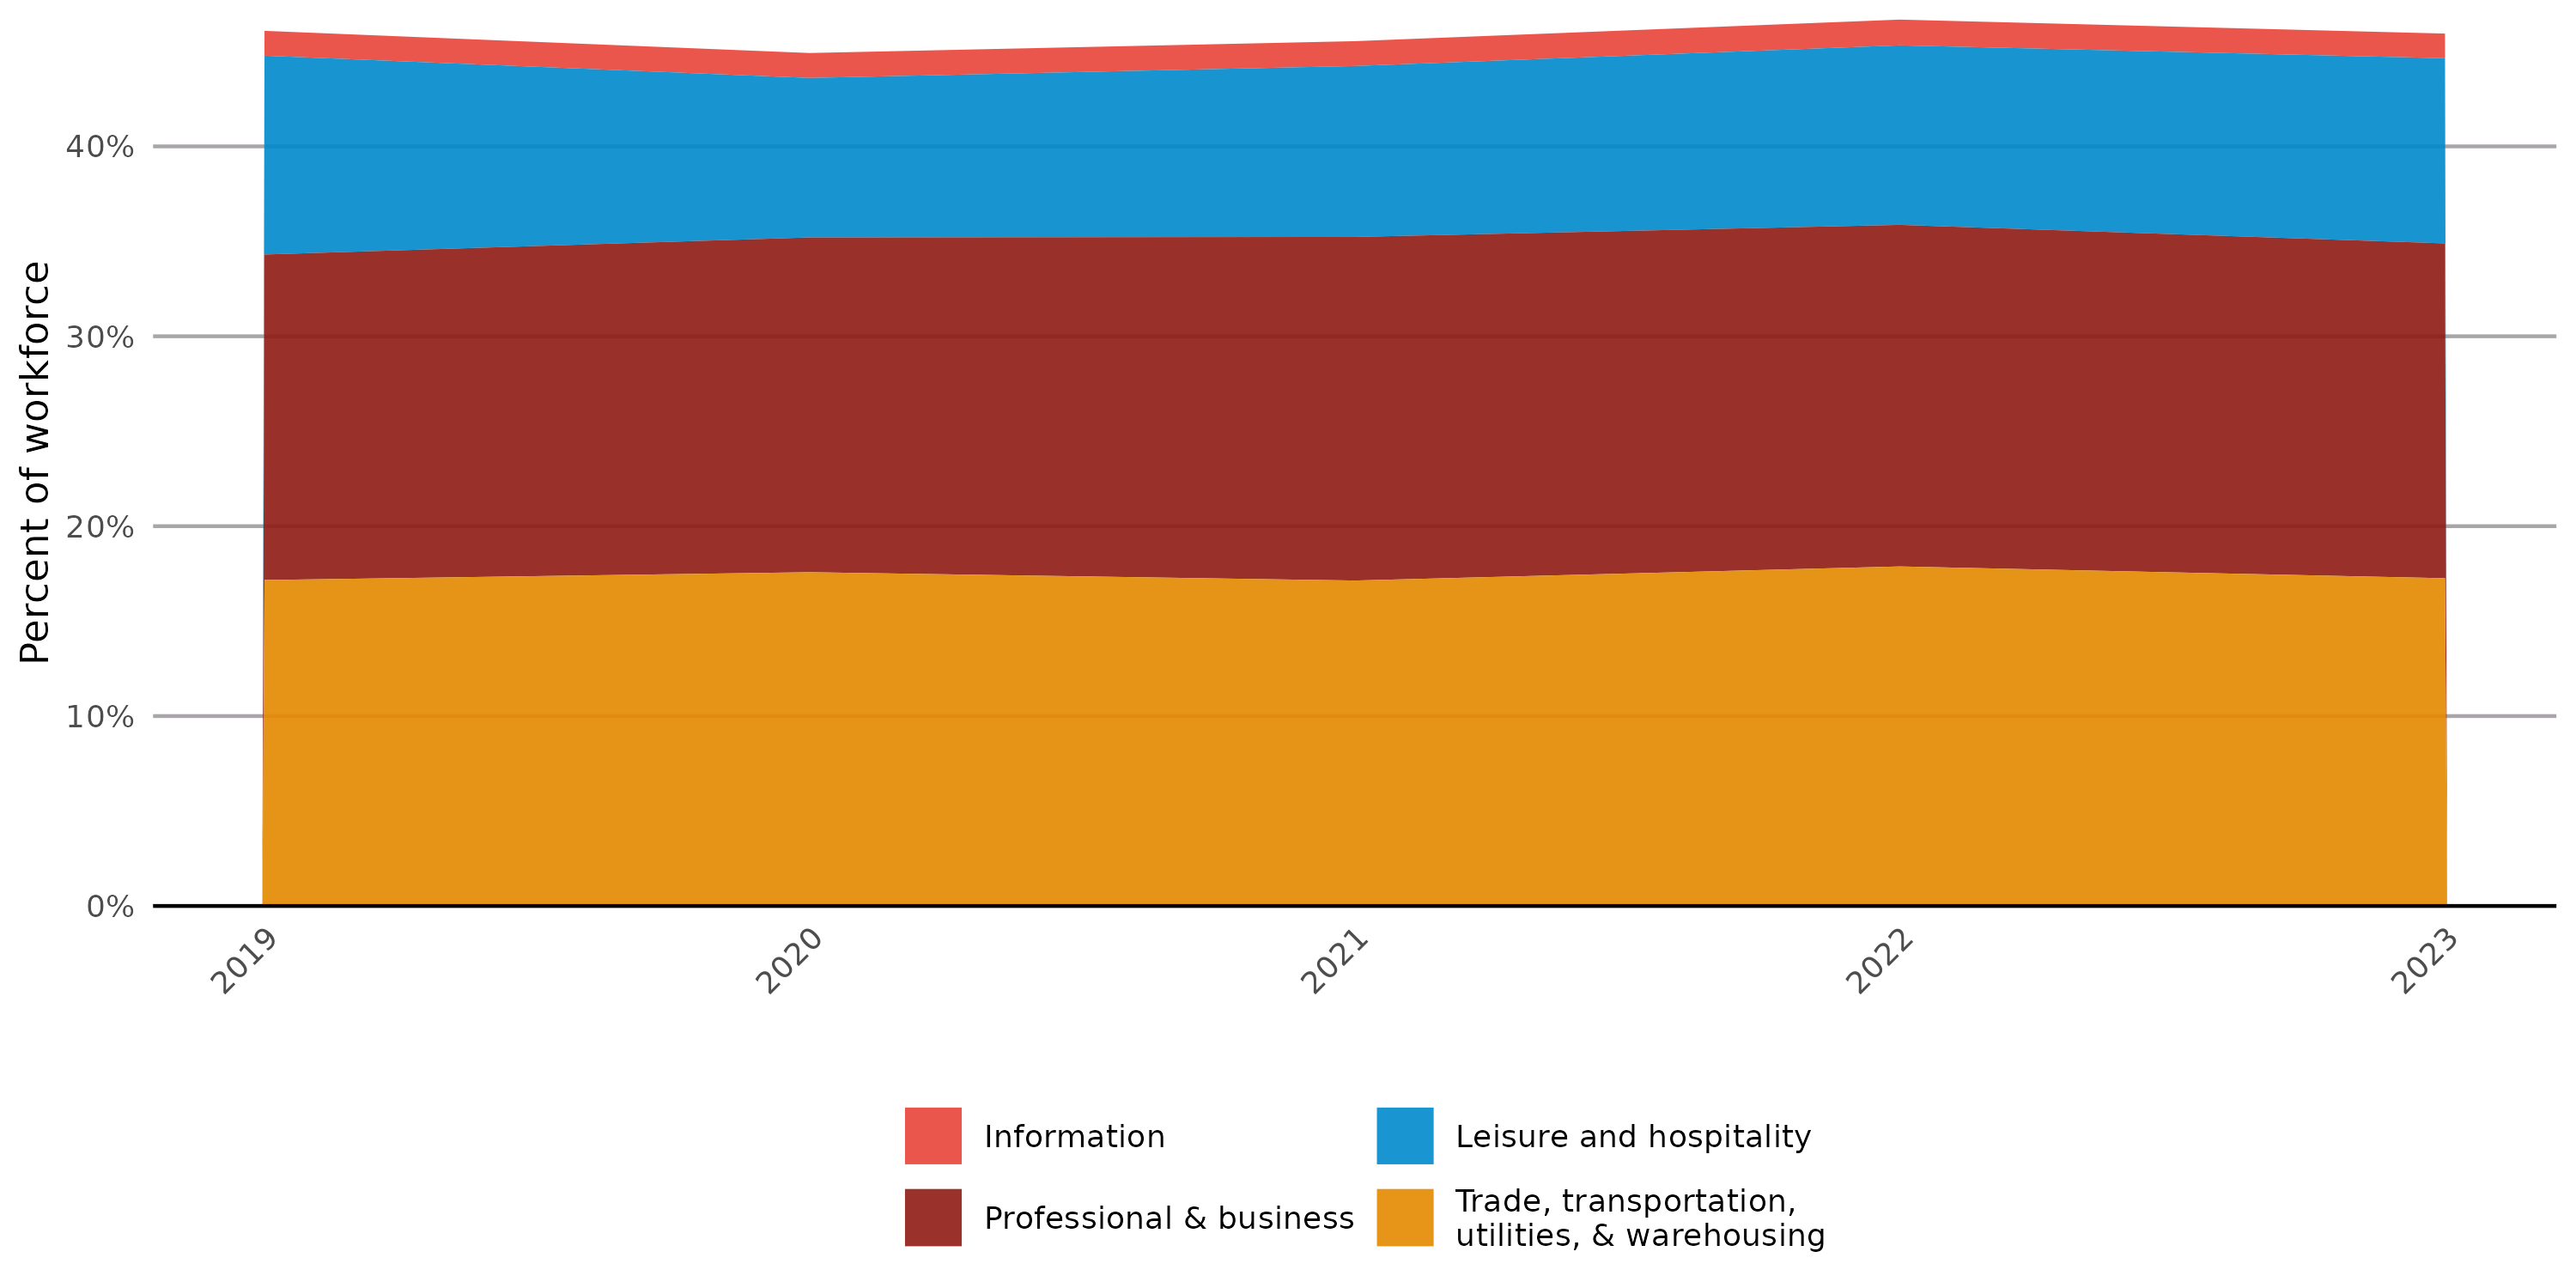 Percent of workforce
40%
30%
20%
10%
0%
2019
2020
2021
2022
2023
Information
Leisure and hospitality
Professional & business
Trade, transportation,
utilities, & warehousing